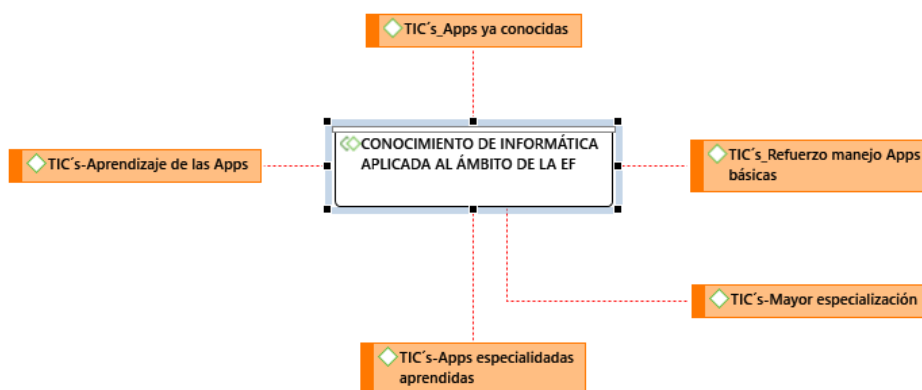 TIC´s_Apps ya conocidas
CONOCIMIENTO DE INFORMÁTICA
APLICADA AL ÁMBITO DE LA EF
TIC´s-Aprendizaje de las Apps
TIC´s_Refuerzo manejo Apps
básicas
TIC´s-Mayor especialización
TIC´s-Apps especialidadas
aprendidas